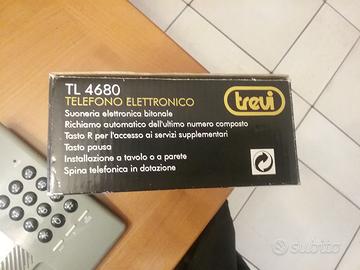 TL 4680
TELEFONO ELETTRONICO
trevi
Suoneria elettronica bitonale
Richiamo automatico dell'ultimo numero composto
Tasto R per l'accesso ai servizi supplementari
Tasto pausa
Installazione a tavolo o a parete
Spina telefonica in dotazione
subito